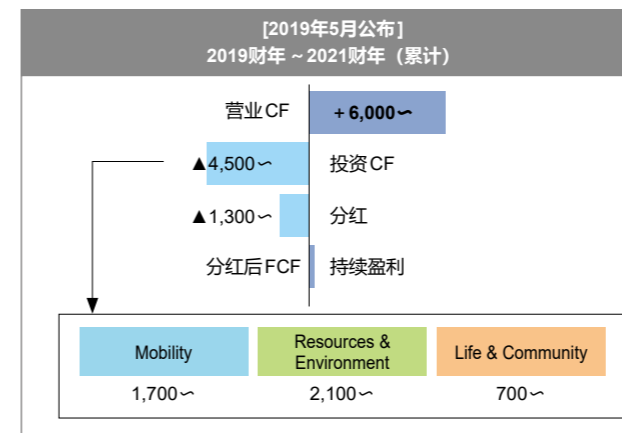 [2019年5月公布]
2019财年 ~ 2021财年（累计）
营业CF
+ 6,000∽
▲4,500∽
投资CF
▲1,300∽
分红
分红后FCF
持续盈利
Mobility
Resources &
Environment
Life & Community
1,700∽
2,100∽
700∽